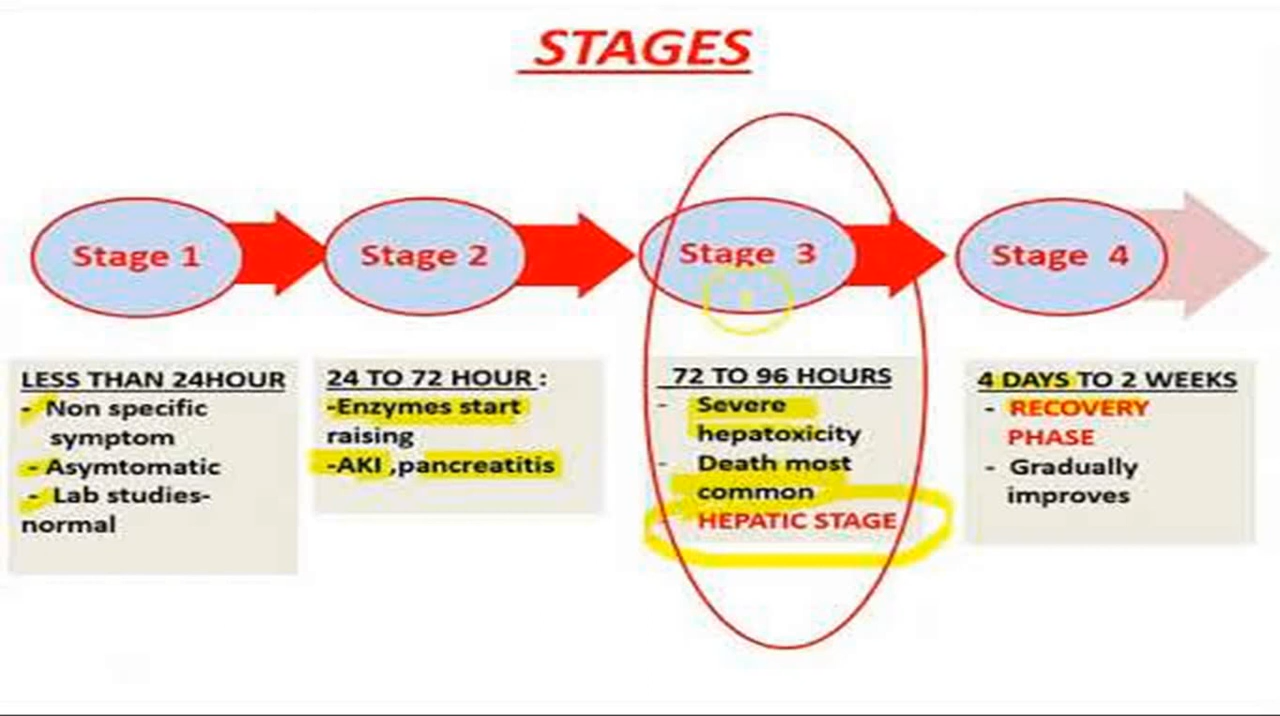 STAGES
Stage 1
Stage 2
Stage 3
Stage 4
LESS THAN 24HOUR
- Non specific
symptom
- Asymtomatic
- Lab studies-
normal
24 TO 72 HOUR :
-Enzymes start
raising
-AKI ,pancreatitis
72 TO 96 HOURS
- Severe
hepatoxicity
- Death most
common
- HEPATIC STAGE
4 DAYS TO 2 WEEKS
- RECOVERY
PHASE
- Gradually
improves